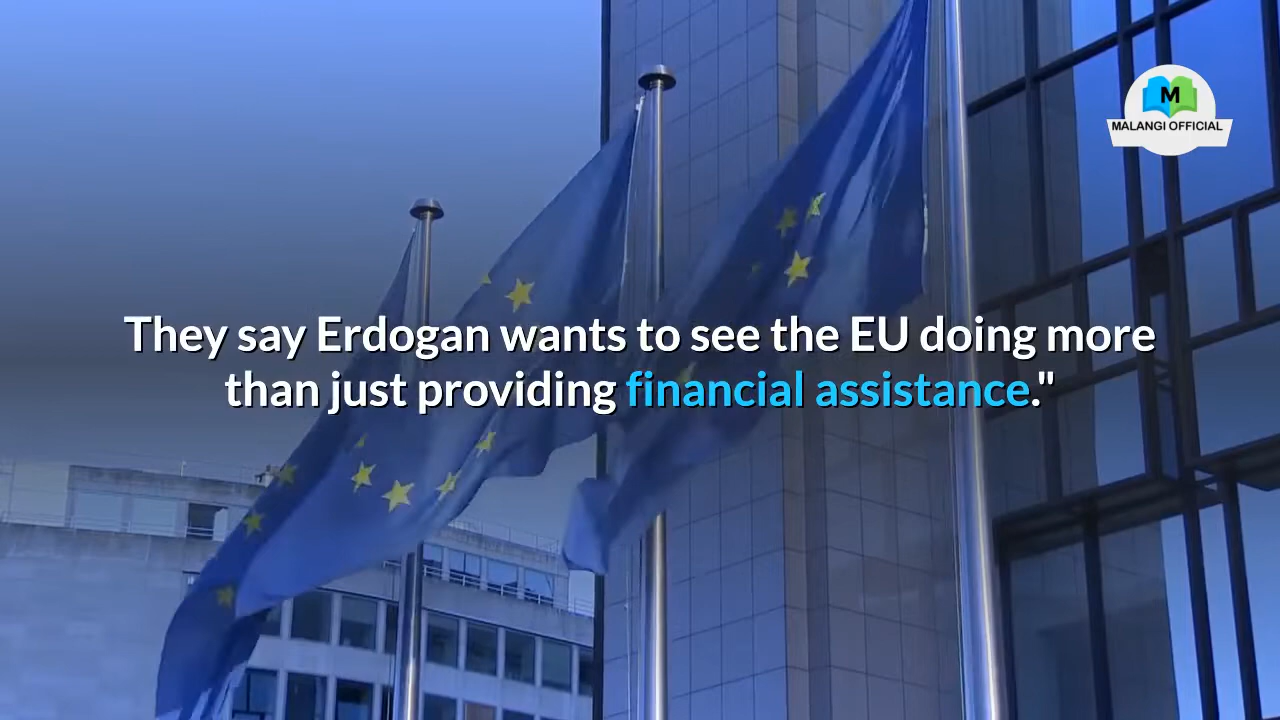 M
MALANGI OFFICIAL
They say Erdogan wants to see the EU doing more
than just providing financial assistance."